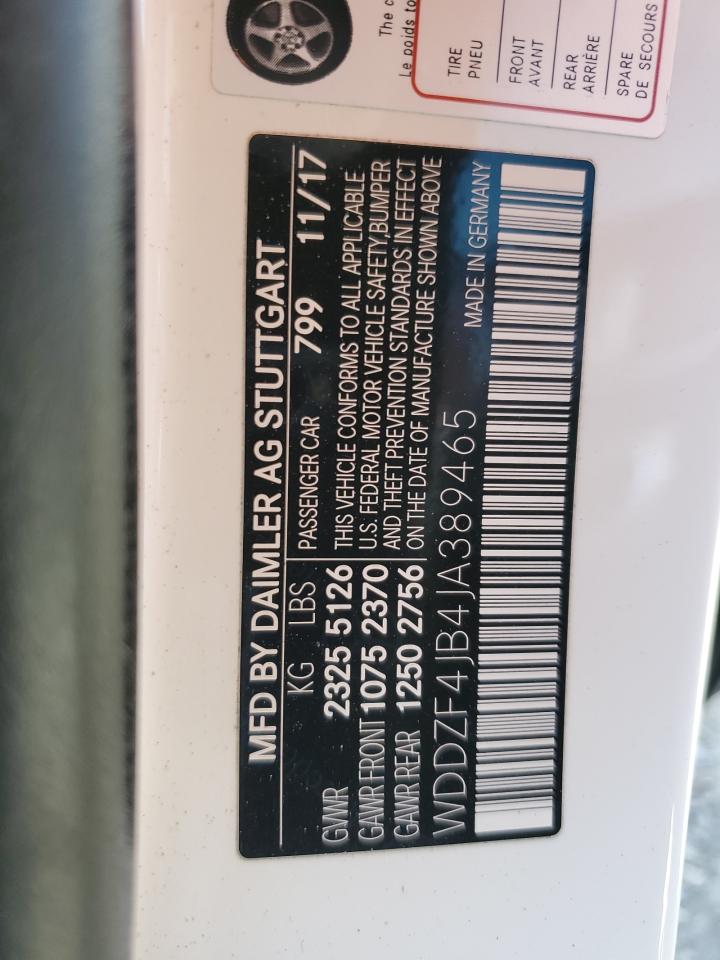 MFD BY DAIMLER AG STUTTGART
KG LBS
GVWR 2325 5126
GAWR FRONT 1075 2370
GAWR REAR 1250 2756
PASSENGER CAR 799 11/17
THIS VEHICLE CONFORMS TO ALL APPLICABLE
U.S. FEDERAL MOTOR VEHICLE SAFETY,BUMPER
AND THEFT PREVENTION STANDARDS IN EFFECT
ON THE DATE OF MANUFACTURE SHOWN ABOVE
WDDZF4JB4JA389465
MADE IN GERMANY
The c
Le poids to
TIRE
PNEU
FRONT
AVANT
REAR
ARRIÈRE
SPARE
DE SECOURS